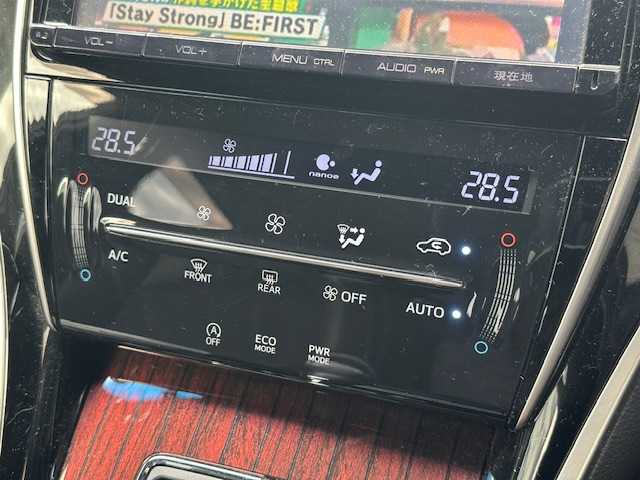 「Stay Strong」BE:FIRST
VOL－ VOL＋ MENU CTRL AUDIO PWR 現在地
28.5 nanoe 28.5
DUAL
A/C FRONT REAR OFF AUTO
A OFF ECO MODE PWR MODE